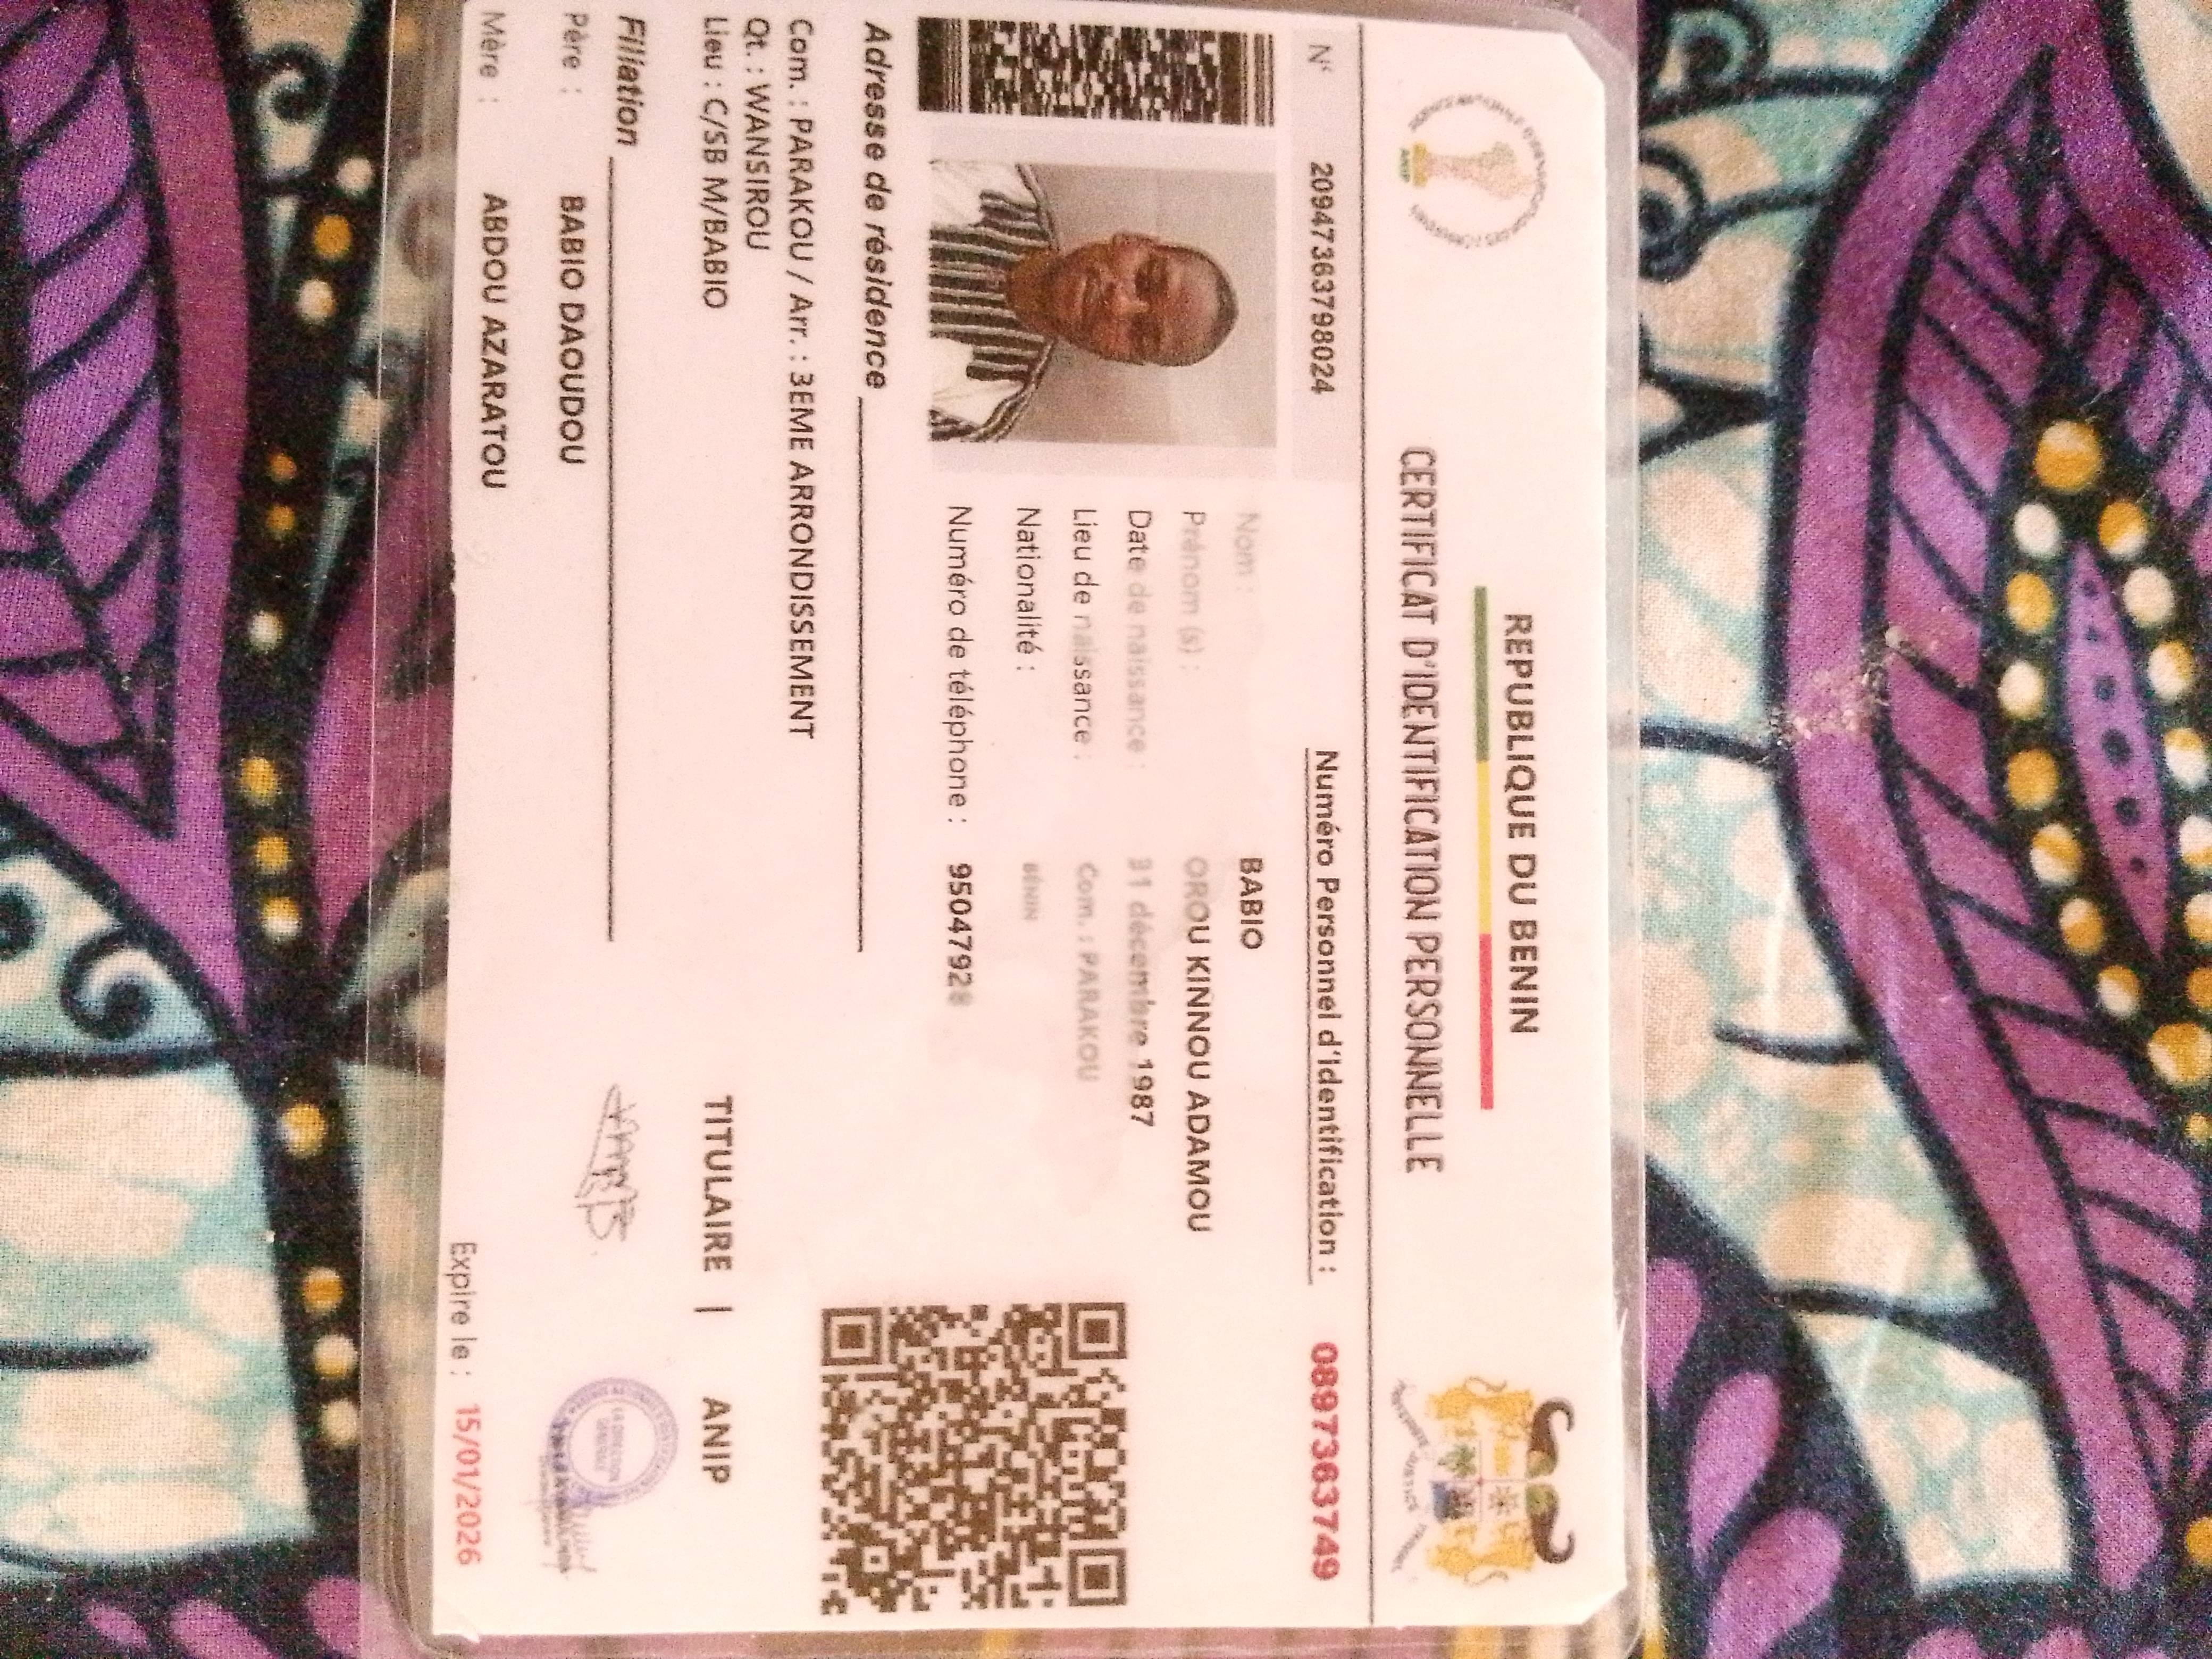 REPUBLIQUE DU BENIN
CERTIFICAT D'IDENTIFICATION PERSONNELLE
N° 2094736379 8024
Numéro Personnel d'Identification : 0897363749
Nom : BABIO
Prénom (s) : OROU KINNOU ADAMOU
Date de naissance : 31 décembre 1987
Lieu de naissance : Com. : PARAKOU
Nationalité : BÉNIN
Numéro de téléphone : 95047928
Adresse de résidence
Com. : PARAKOU / Arr. : 3EME ARRONDISSEMENT
Qt. : WANSIROU
Lieu : C/SB M/BABIO
TITULAIRE | ANIP
Filiation
Père : BABIO DAOUDOU
Mère : ABDOU AZARATOU
Expire le : 15/01/2026